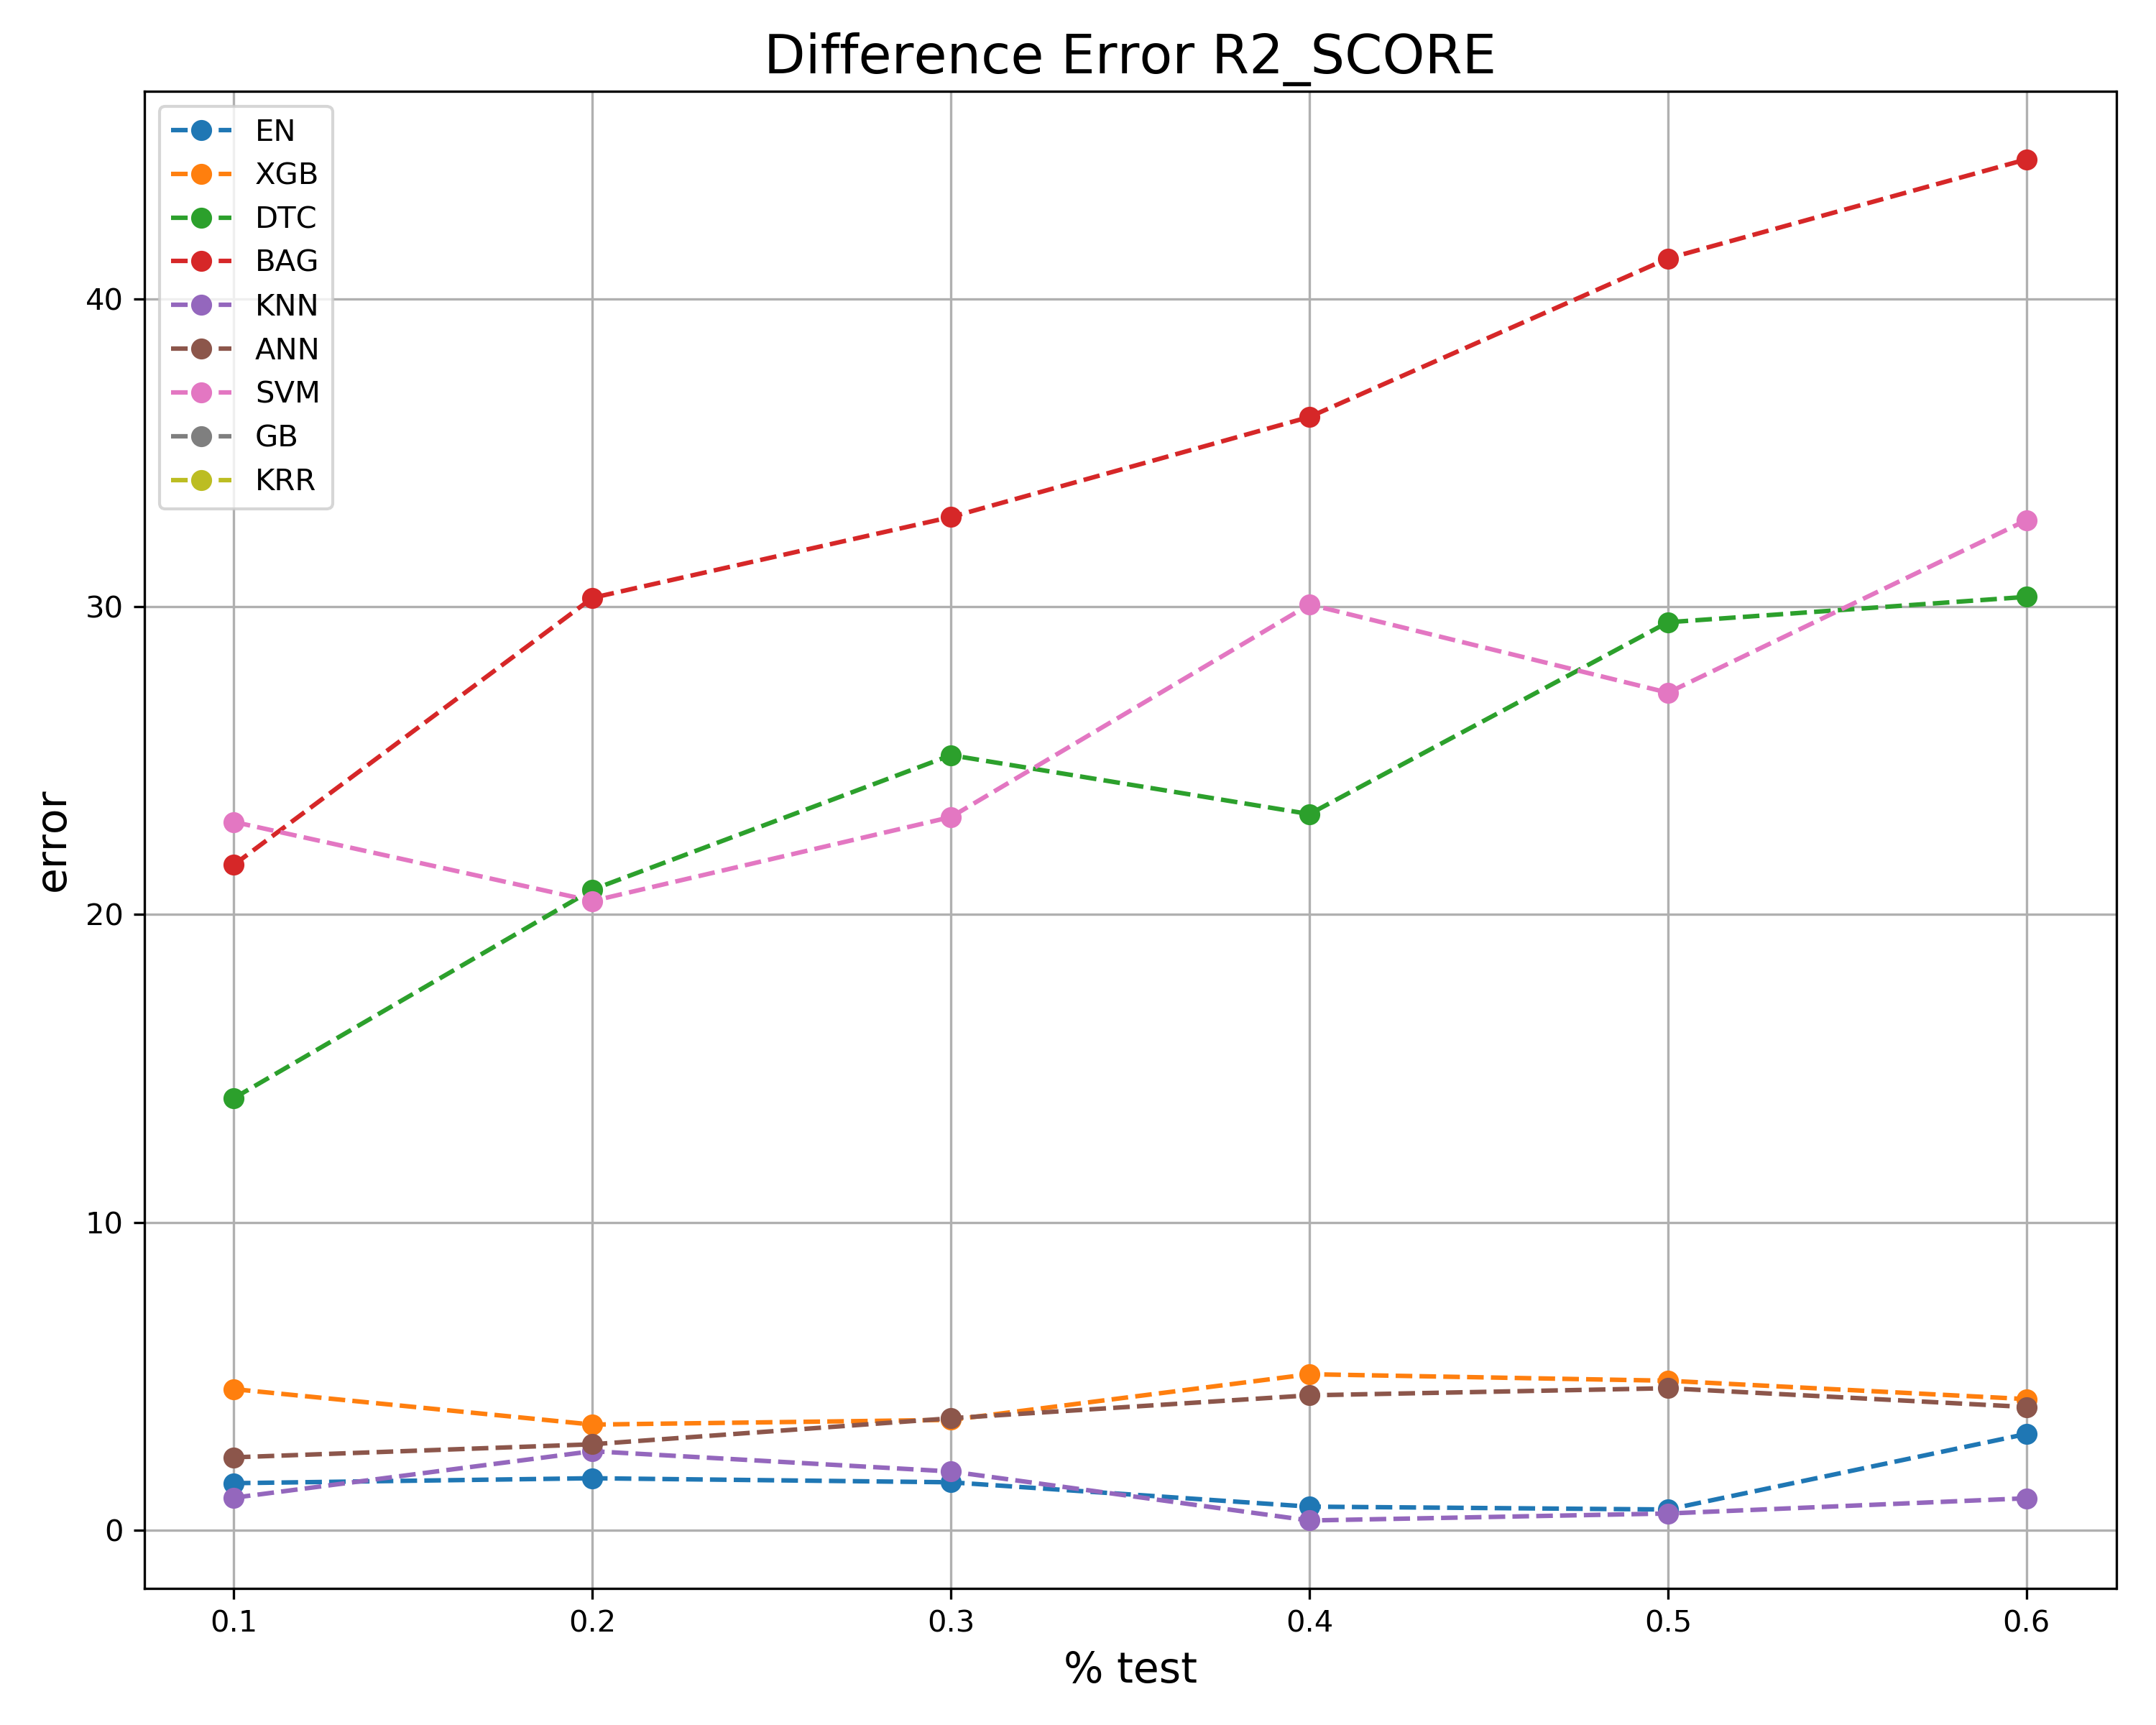 Difference Error R2_SCORE
EN
XGB
DTC
BAG
KNN
ANN
SVM
GB
KRR
error
40
30
20
10
0
0.1 0.2 0.3 0.4 0.5 0.6
% test